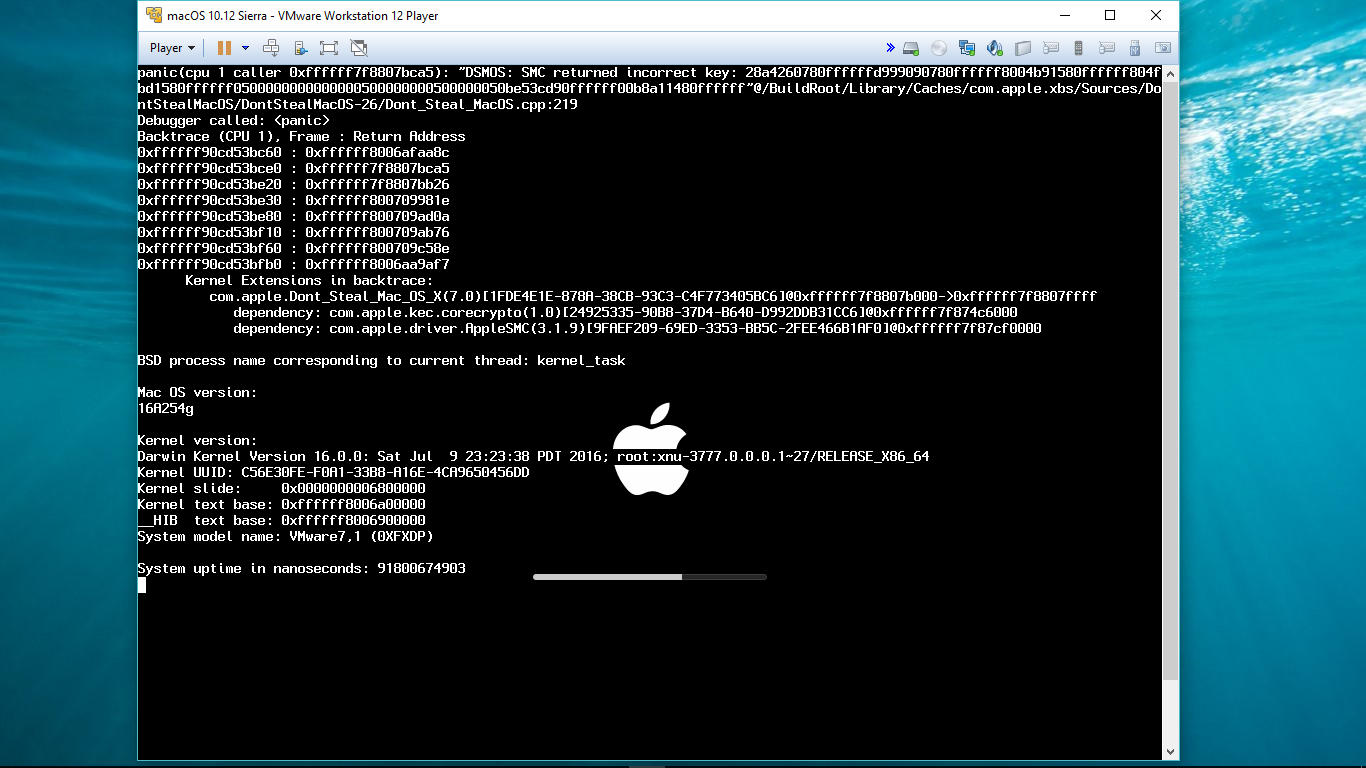 macOS 10.12 Sierra - VMware Workstation 12 Player
Player
panic(cpu 1 caller 0xffffff7f8807bca5): "DSMOS: SMC returned incorrect key: 28a4260780ffffffd999090780ffffff8004b91580ffffff804f
bd1580ffffff05000000000000000500000000500000050be53cd90ffffff00b8a11480ffffff"@/BuildRoot/Library/Caches/com.apple.xbs/Sources/Do
ntStealMacOS/DontStealMacOS-26/Dont_Steal_MacOS.cpp:219
Debugger called: <panic>
Backtrace (CPU 1), Frame : Return Address
0xffffff90cd53bc60 : 0xffffff8006afaa8c
0xffffff90cd53bce0 : 0xffffff7f8807bca5
0xffffff90cd53be20 : 0xffffff7f8807bb26
0xffffff90cd53be30 : 0xffffff800709981e
0xffffff90cd53be80 : 0xffffff800709ad0a
0xffffff90cd53bf10 : 0xffffff800709ab76
0xffffff90cd53bf60 : 0xffffff800709c58e
0xffffff90cd53bfb0 : 0xffffff8006aa9af7
Kernel Extensions in backtrace:
com.apple.Dont_Steal_Mac_OS_X(7.0)[1FDE4E1E-878A-38CB-93C3-C4F773405BC6]@0xffffff7f8807b000->0xffffff7f8807ffff
dependency: com.apple.kec.corecrypto(1.0)[24925335-90B8-37D4-B640-D992DDB31CC6]@0xffffff7f874c6000
dependency: com.apple.driver.AppleSMC(3.1.9)[9FAEF209-69ED-3353-BB5C-2FEE466B1AF0]@0xffffff7f87cf0000
BSD process name corresponding to current thread: kernel_task
Mac OS version:
16A254g
Kernel version:
Darwin Kernel Version 16.0.0: Sat Jul  9 23:23:38 PDT 2016; root:xnu-3777.0.0.0.1~27/RELEASE_X86_64
Kernel UUID: C56E30FE-F0A1-33B8-A16E-4CA9650456DD
Kernel slide:     0x0000000006800000
Kernel text base: 0xffffff8006a00000
__HIB  text base: 0xffffff8006900000
System model name: VMware7,1 (0XFXDP)
System uptime in nanoseconds: 91800674903